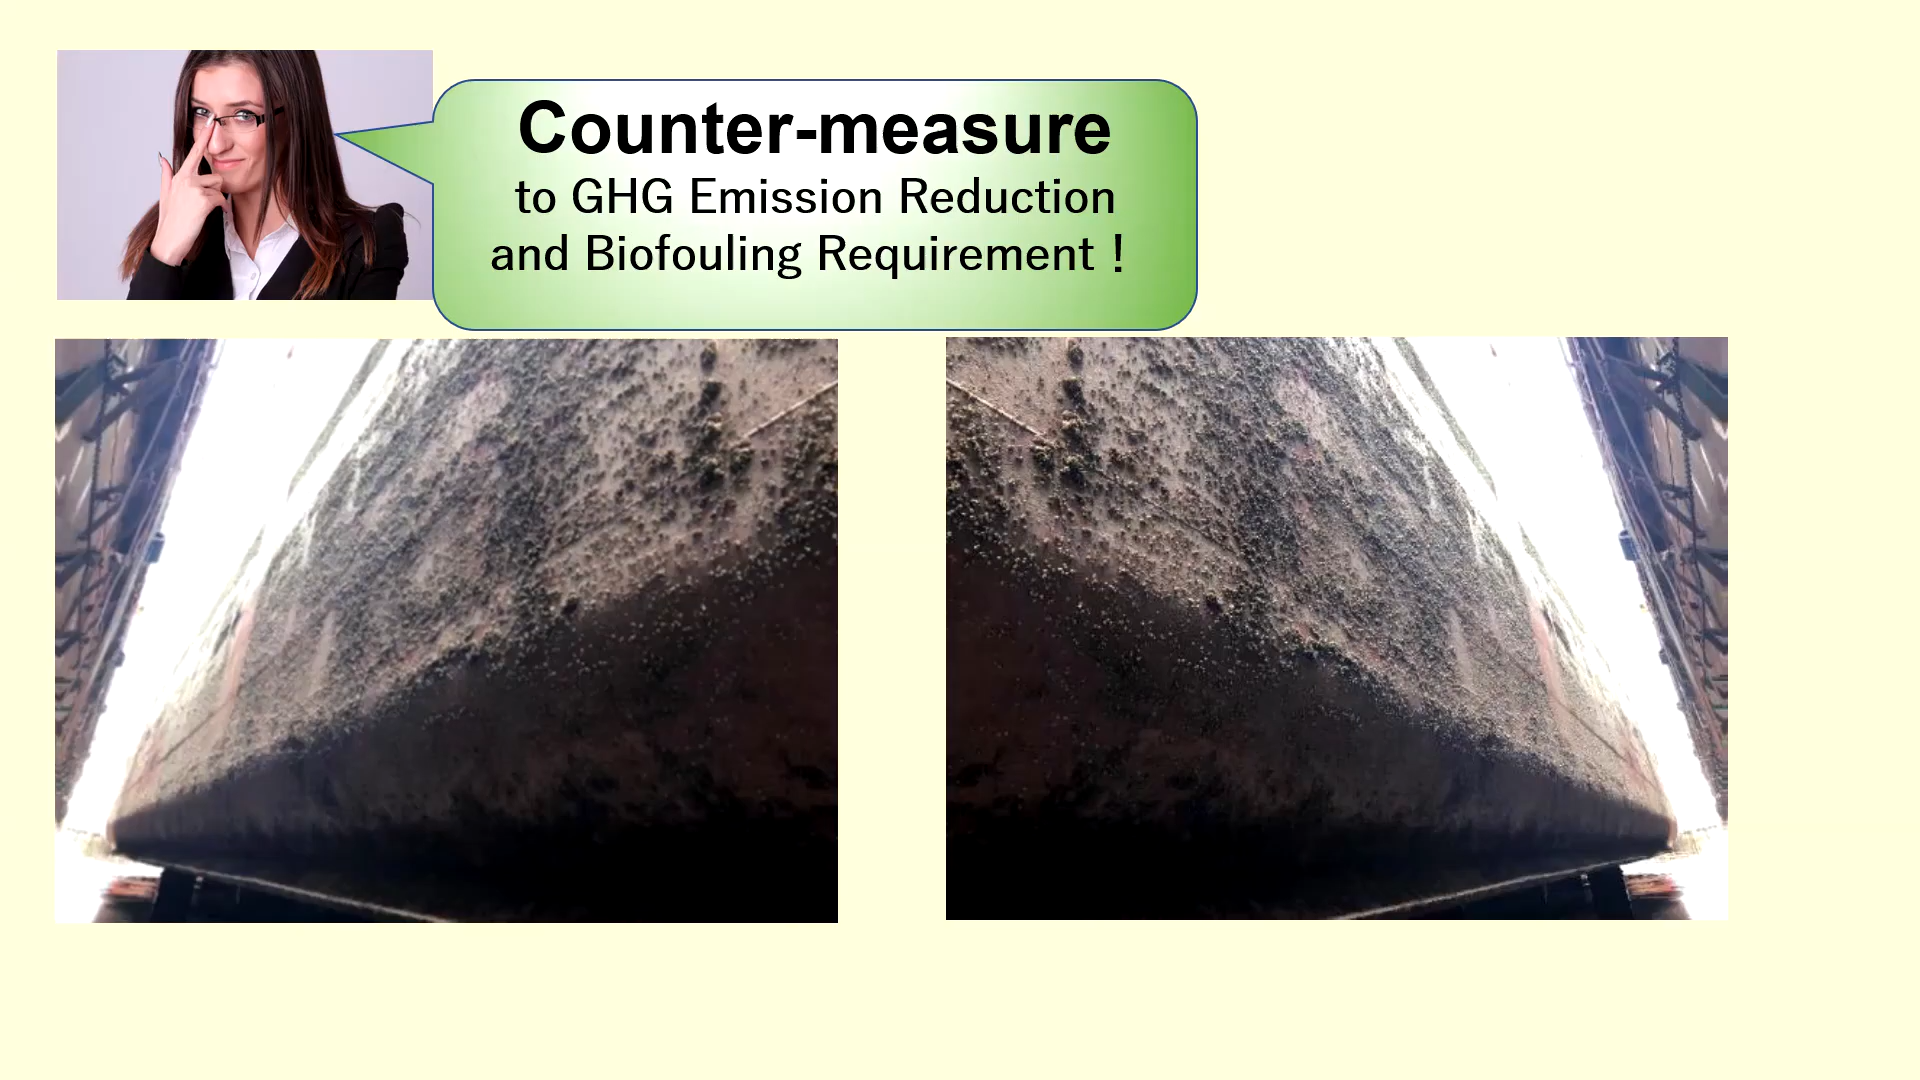 Counter-measure
to GHG Emission Reduction
and Biofouling Requirement !